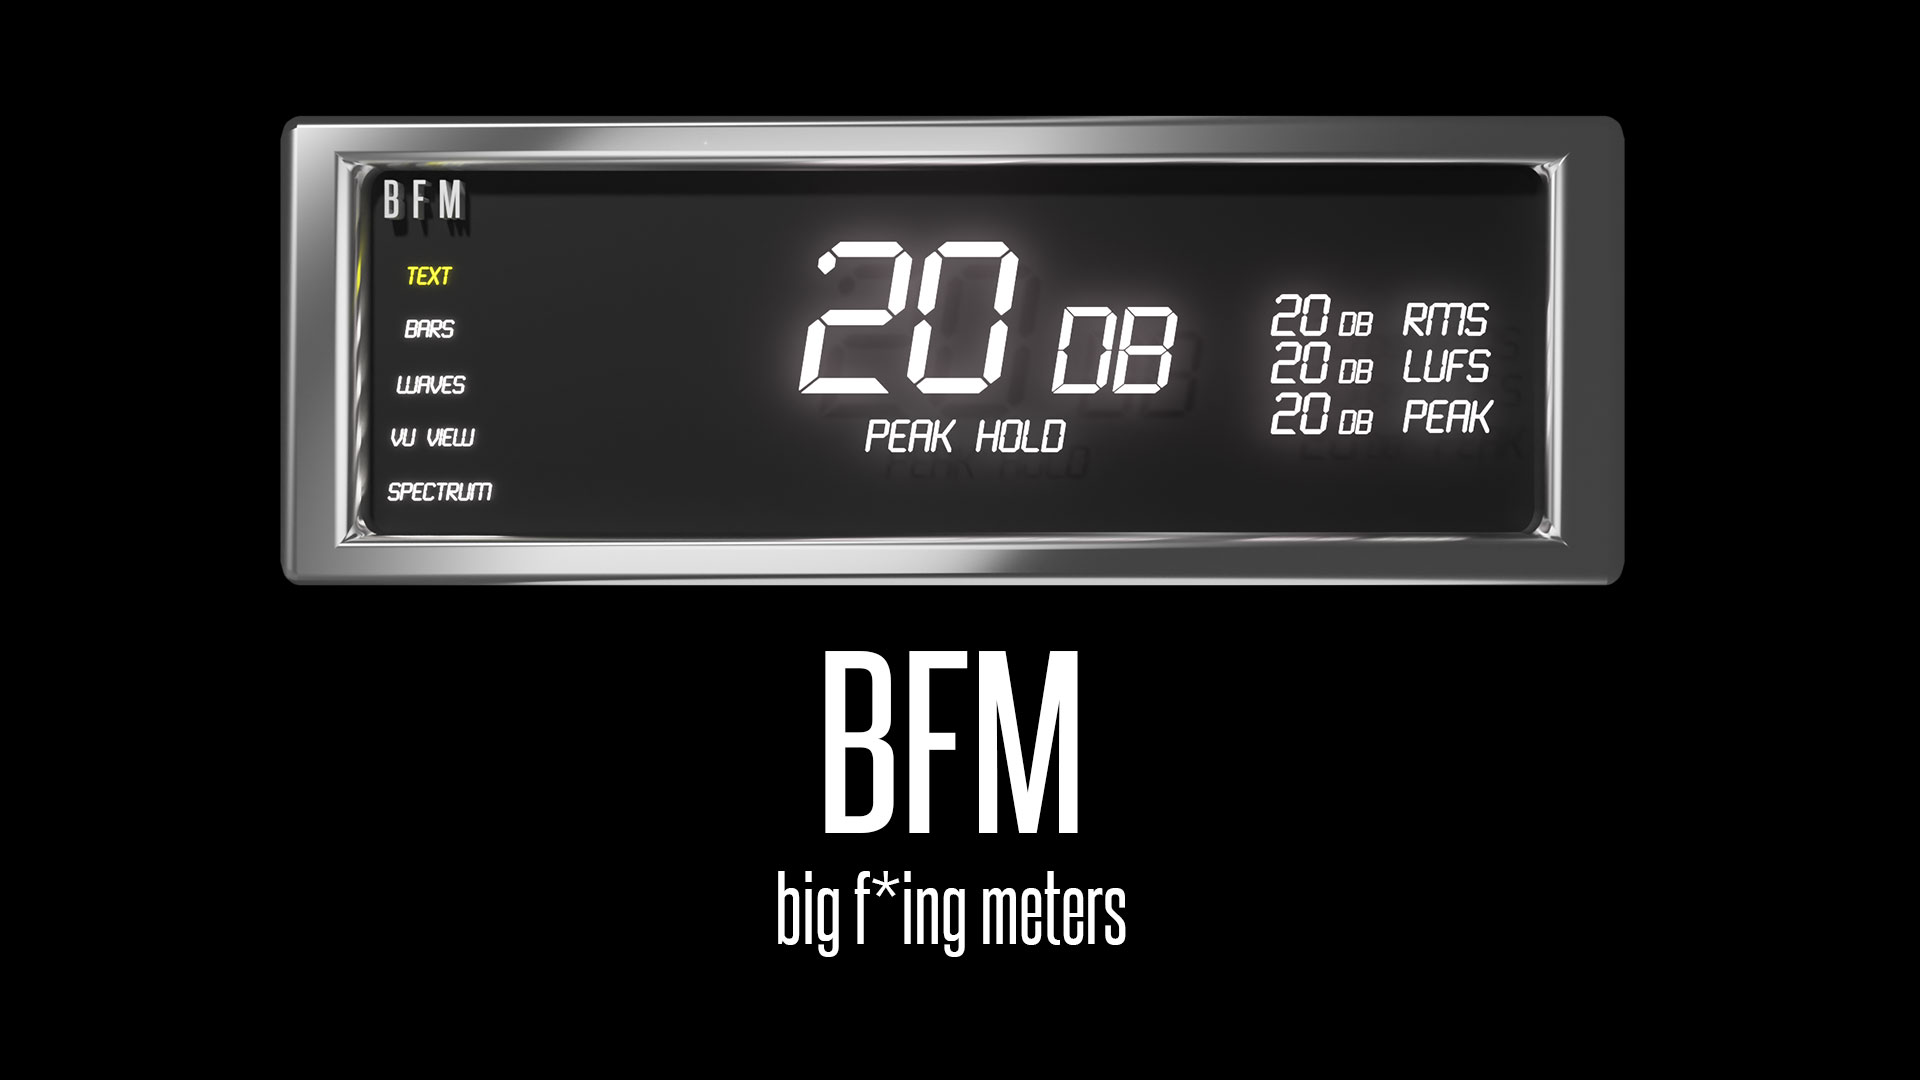 BFM
TEXT
BARS
WAVES
VU VIEW
SPECTRUM
20 DB
PEAK HOLD
20 DB RMS
20 DB LUFS
20 DB PEAK
BFM
big f*ing meters